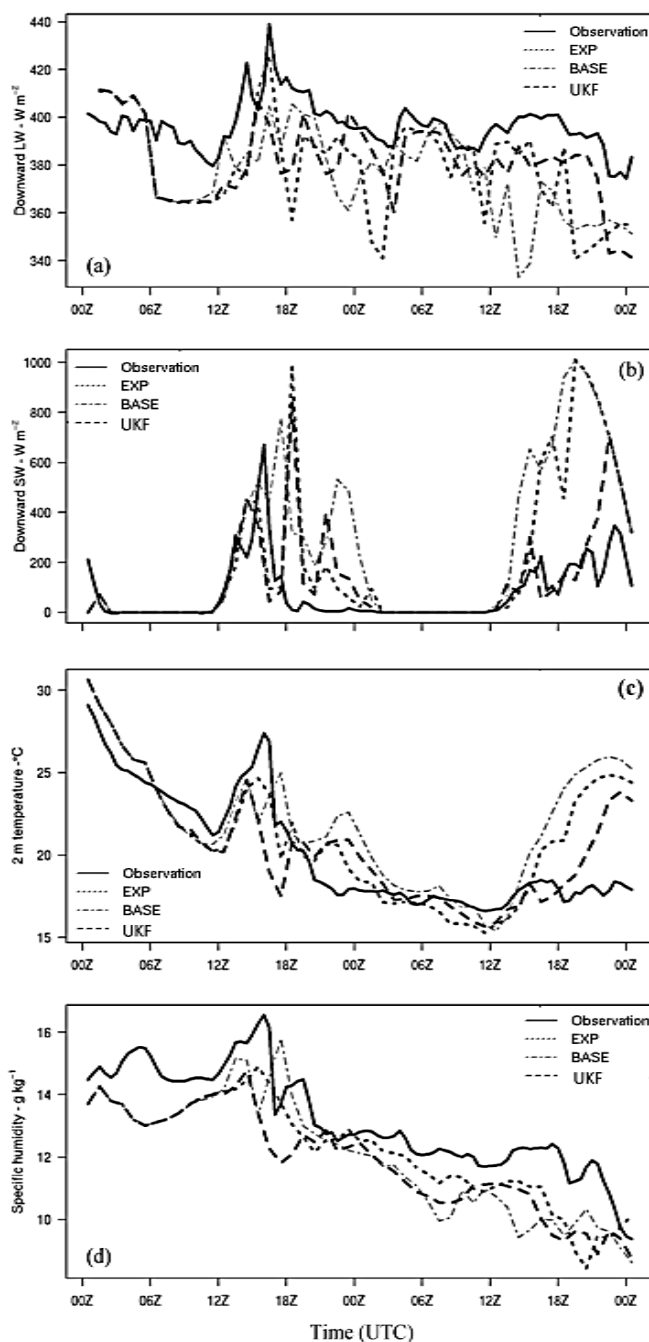 Downward LW - W m⁻²
440
420
400
380
360
340
Observation
EXP
BASE
UKF
(a)
00Z 06Z 12Z 18Z 00Z 06Z 12Z 18Z 00Z
Downward SW - W m⁻²
1000
800
600
400
200
0
Observation
EXP
BASE
UKF
(b)
00Z 06Z 12Z 18Z 00Z 06Z 12Z 18Z 00Z
2 m temperature -°C
30
25
20
15
(c)
Observation
EXP
BASE
UKF
00Z 06Z 12Z 18Z 00Z 06Z 12Z 18Z 00Z
Specific humidity - g kg⁻¹
16
14
12
10
Observation
EXP
BASE
UKF
(d)
00Z 06Z 12Z 18Z 00Z 06Z 12Z 18Z 00Z
Time (UTC)